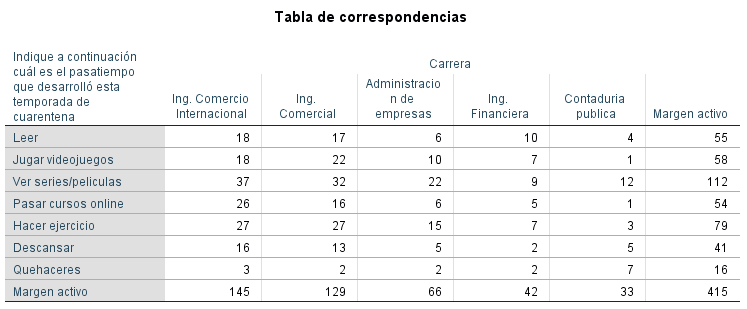 Tabla de correspondencias
Indique a continuación
cuál es el pasatiempo
que desarrolló esta
temporada de
cuarentena
Carrera
Ing. Comercio
Internacional
Ing.
Comercial
Administracio
n de
empresas
Ing.
Financiera
Contaduria
publica
Margen activo
Leer 18 17 6 10 4 55
Jugar videojuegos 18 22 10 7 1 58
Ver series/peliculas 37 32 22 9 12 112
Pasar cursos online 26 16 6 5 1 54
Hacer ejercicio 27 27 15 7 3 79
Descansar 16 13 5 2 5 41
Quehaceres 3 2 2 2 7 16
Margen activo 145 129 66 42 33 415